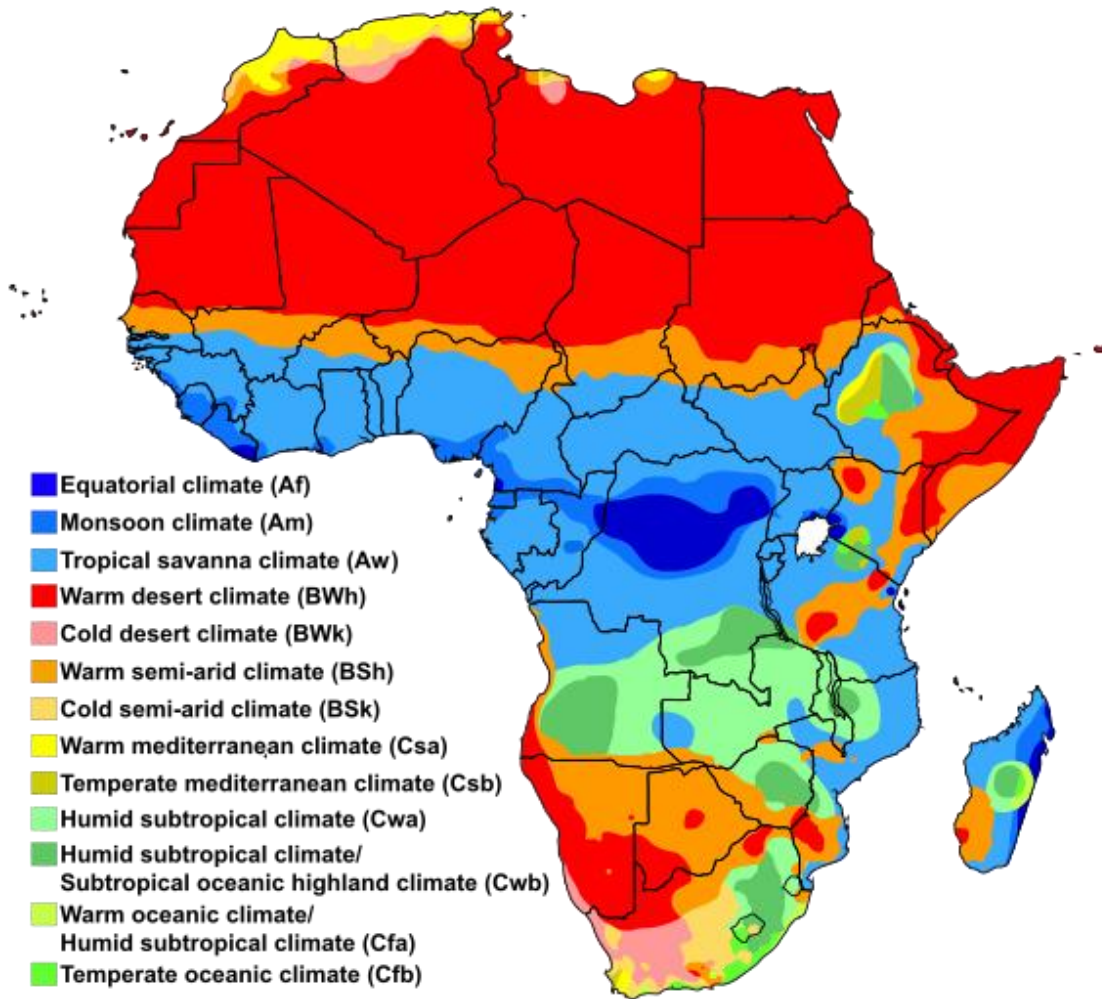 Equatorial climate (Af)
Monsoon climate (Am)
Tropical savanna climate (Aw)
Warm desert climate (BWh)
Cold desert climate (BWk)
Warm semi-arid climate (BSh)
Cold semi-arid climate (BSk)
Warm mediterranean climate (Csa)
Temperate mediterranean climate (Csb)
Humid subtropical climate (Cwa)
Humid subtropical climate/
Subtropical oceanic highland climate (Cwb)
Warm oceanic climate/
Humid subtropical climate (Cfa)
Temperate oceanic climate (Cfb)